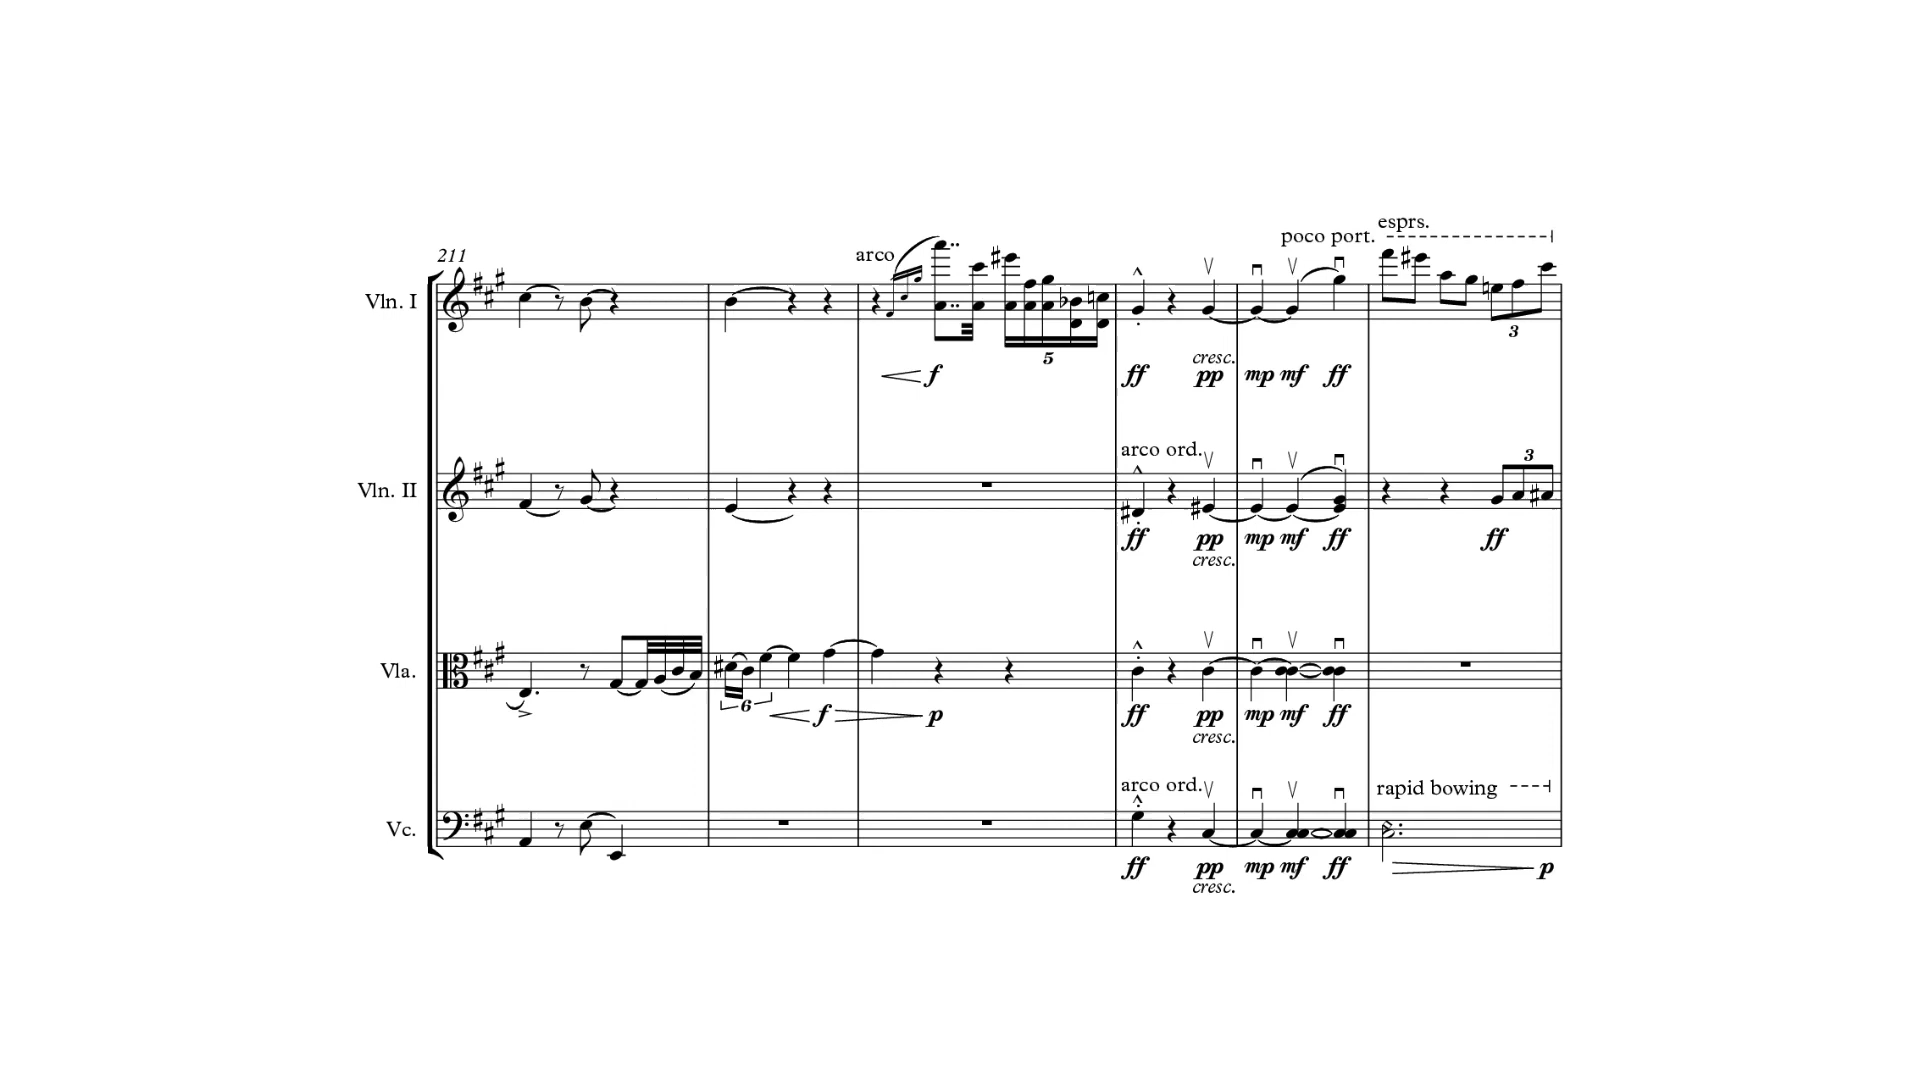 esprs.
poco port.
211
arco
Vln. I
3
5
cresc.
f
ff pp mp mf ff
arco ord.
3
Vln. II
ff pp mp mf ff ff
cresc.
Vla.
6
f p ff pp mp mf ff
cresc.
arco ord. rapid bowing
Vc.
ff pp mp mf ff p
cresc.